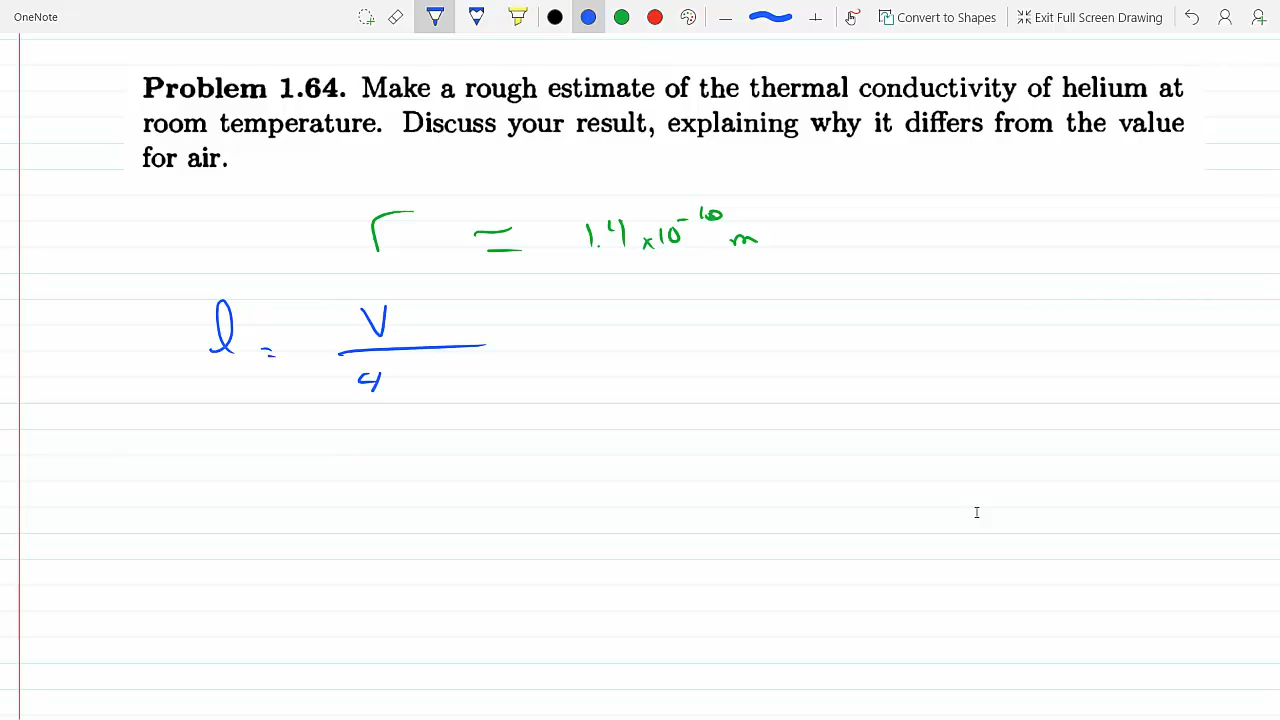 OneNote
Convert to Shapes
Exit Full Screen Drawing
Problem 1.64. Make a rough estimate of the thermal conductivity of helium at
room temperature. Discuss your result, explaining why it differs from the value
for air.
r ≃ 1.4 × 10⁻¹⁰ m
l = V
4